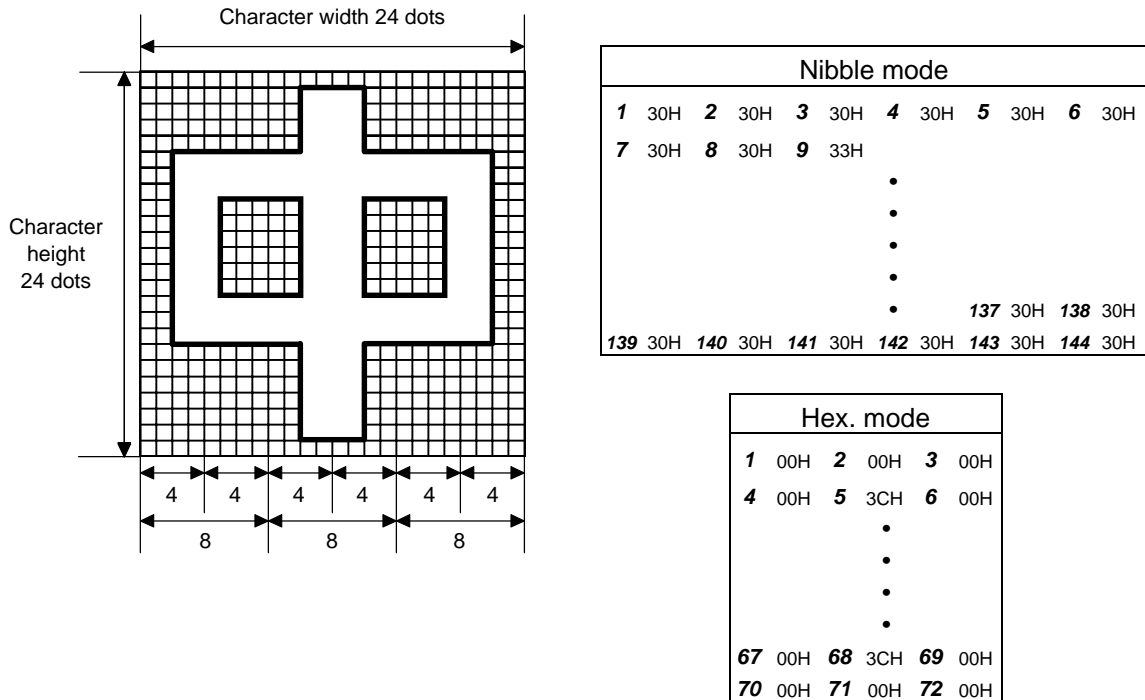 Character width 24 dots
Character
height
24 dots
4 4 4 4 4 4
8 8 8
Nibble mode
1 30H 2 30H 3 30H 4 30H 5 30H 6 30H
7 30H 8 30H 9 33H
137 30H 138 30H
139 30H 140 30H 141 30H 142 30H 143 30H 144 30H
Hex. mode
1 00H 2 00H 3 00H
4 00H 5 3CH 6 00H
67 00H 68 3CH 69 00H
70 00H 71 00H 72 00H